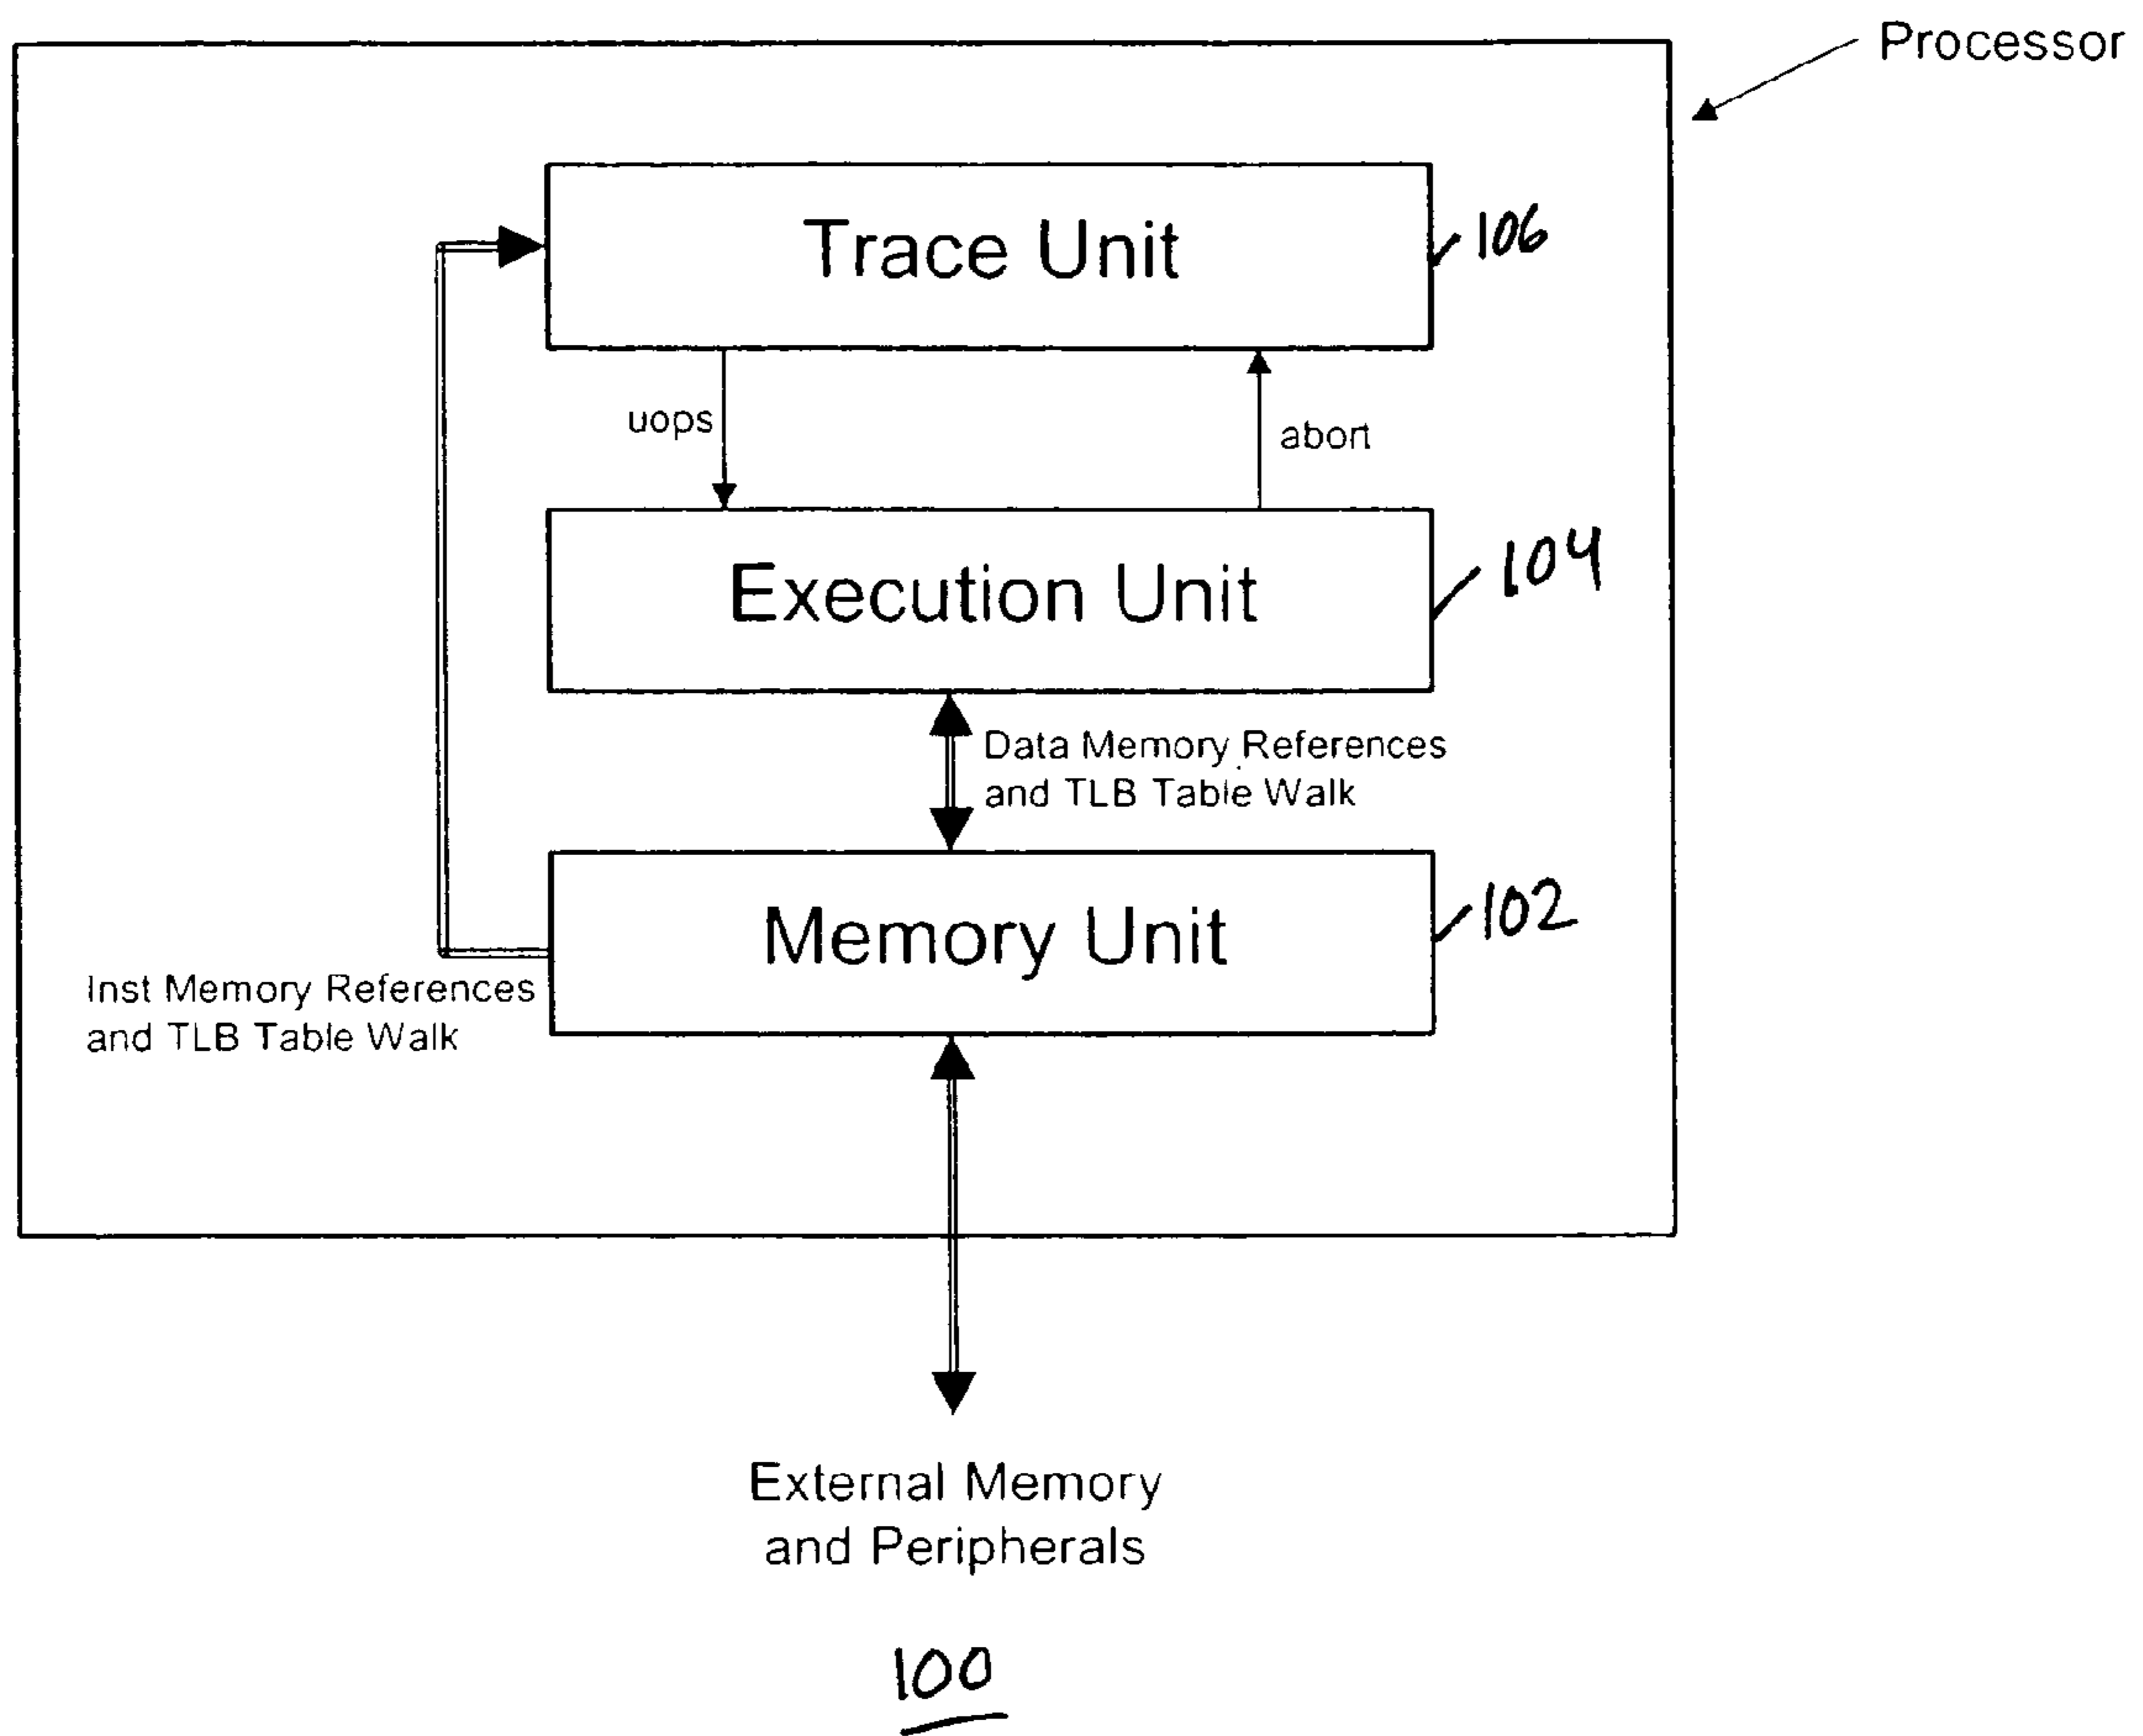 Processor
Trace Unit
106
uops
abort
Execution Unit
104
Data Memory References
and TLB Table Walk
Memory Unit
102
Inst Memory References
and TLB Table Walk
External Memory
and Peripherals
100